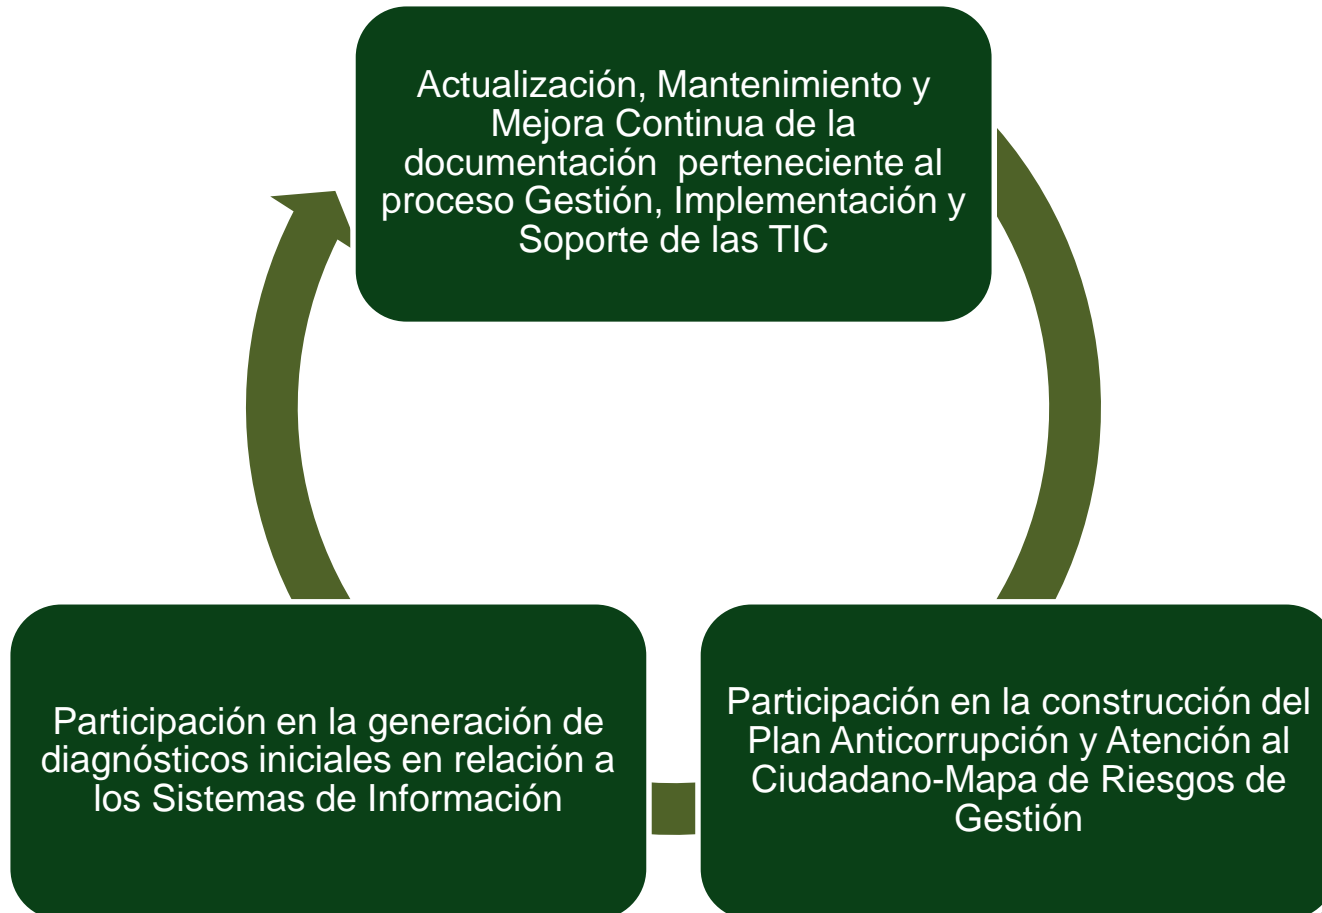 Actualización, Mantenimiento y
Mejora Continua de la
documentación perteneciente al
proceso Gestión, Implementación y
Soporte de las TIC
Participación en la generación de
diagnósticos iniciales en relación a
los Sistemas de Información
Participación en la construcción del
Plan Anticorrupción y Atención al
Ciudadano-Mapa de Riesgos de
Gestión